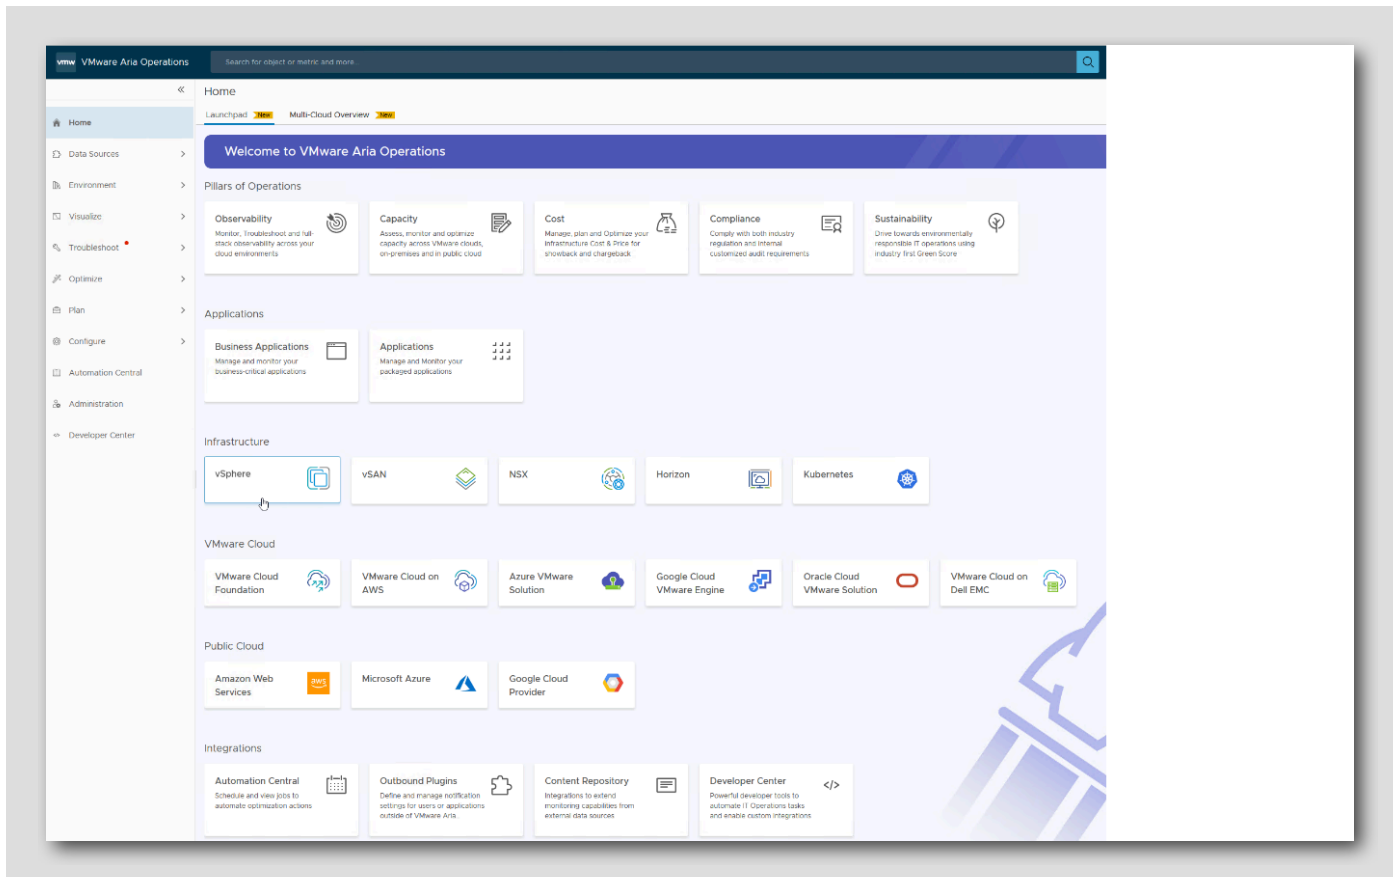 vmw VMware Aria Operations
Search for object or metric and more..
«
Home
Launchpad New Multi-Cloud Overview New
Home
Data Sources
Environment
Visualize
Troubleshoot
Optimize
Plan
Configure
Automation Central
Administration
Developer Center
Welcome to VMware Aria Operations
Pillars of Operations
Observability
Monitor, Troubleshoot and full-
stack observability across your
cloud environments
Capacity
Assess, monitor and optimize
capacity across VMware clouds,
on-premises and in public cloud
Cost
Manage, plan and Optimize your
Infrastructure Cost & Price for
showback and chargeback
Compliance
Comply with both industry
regulation and internal
customized audit requirements
Sustainability
Drive towards environmentally
responsible IT operations using
industry first Green Score
Applications
Business Applications
Manage and monitor your
business-critical applications
Applications
Manage and Monitor your
packaged applications
Infrastructure
vSphere
vSAN
NSX
Horizon
Kubernetes
VMware Cloud
VMware Cloud
Foundation
VMware Cloud on
AWS
Azure VMware
Solution
Google Cloud
VMware Engine
Oracle Cloud
VMware Solution
VMware Cloud on
Dell EMC
Public Cloud
Amazon Web
Services
aws
Microsoft Azure
Google Cloud
Provider
Integrations
Automation Central
Schedule and view jobs to
automate optimization actions
Outbound Plugins
Define and manage notification
settings for users or applications
outside of VMware Aria.
Content Repository
Integrations to extend
monitoring capabilities from
external data sources
Developer Center
Powerful developer tools to
automate IT Operations tasks
and enable custom integrations
</>